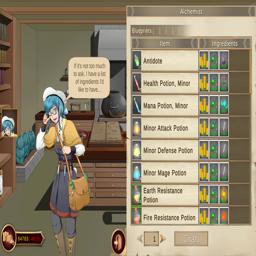 Alchemist
Blueprints
Item
Ingredients
If it's not too much
to ask, I have a list
of ingredients I'd
like to have...
Antidote
Health Potion, Minor
Mana Potion, Minor
Minor Attack Potion
Minor Defense Potion
Minor Mage Potion
Earth Resistance
Potion
Fire Resistance Potion
1